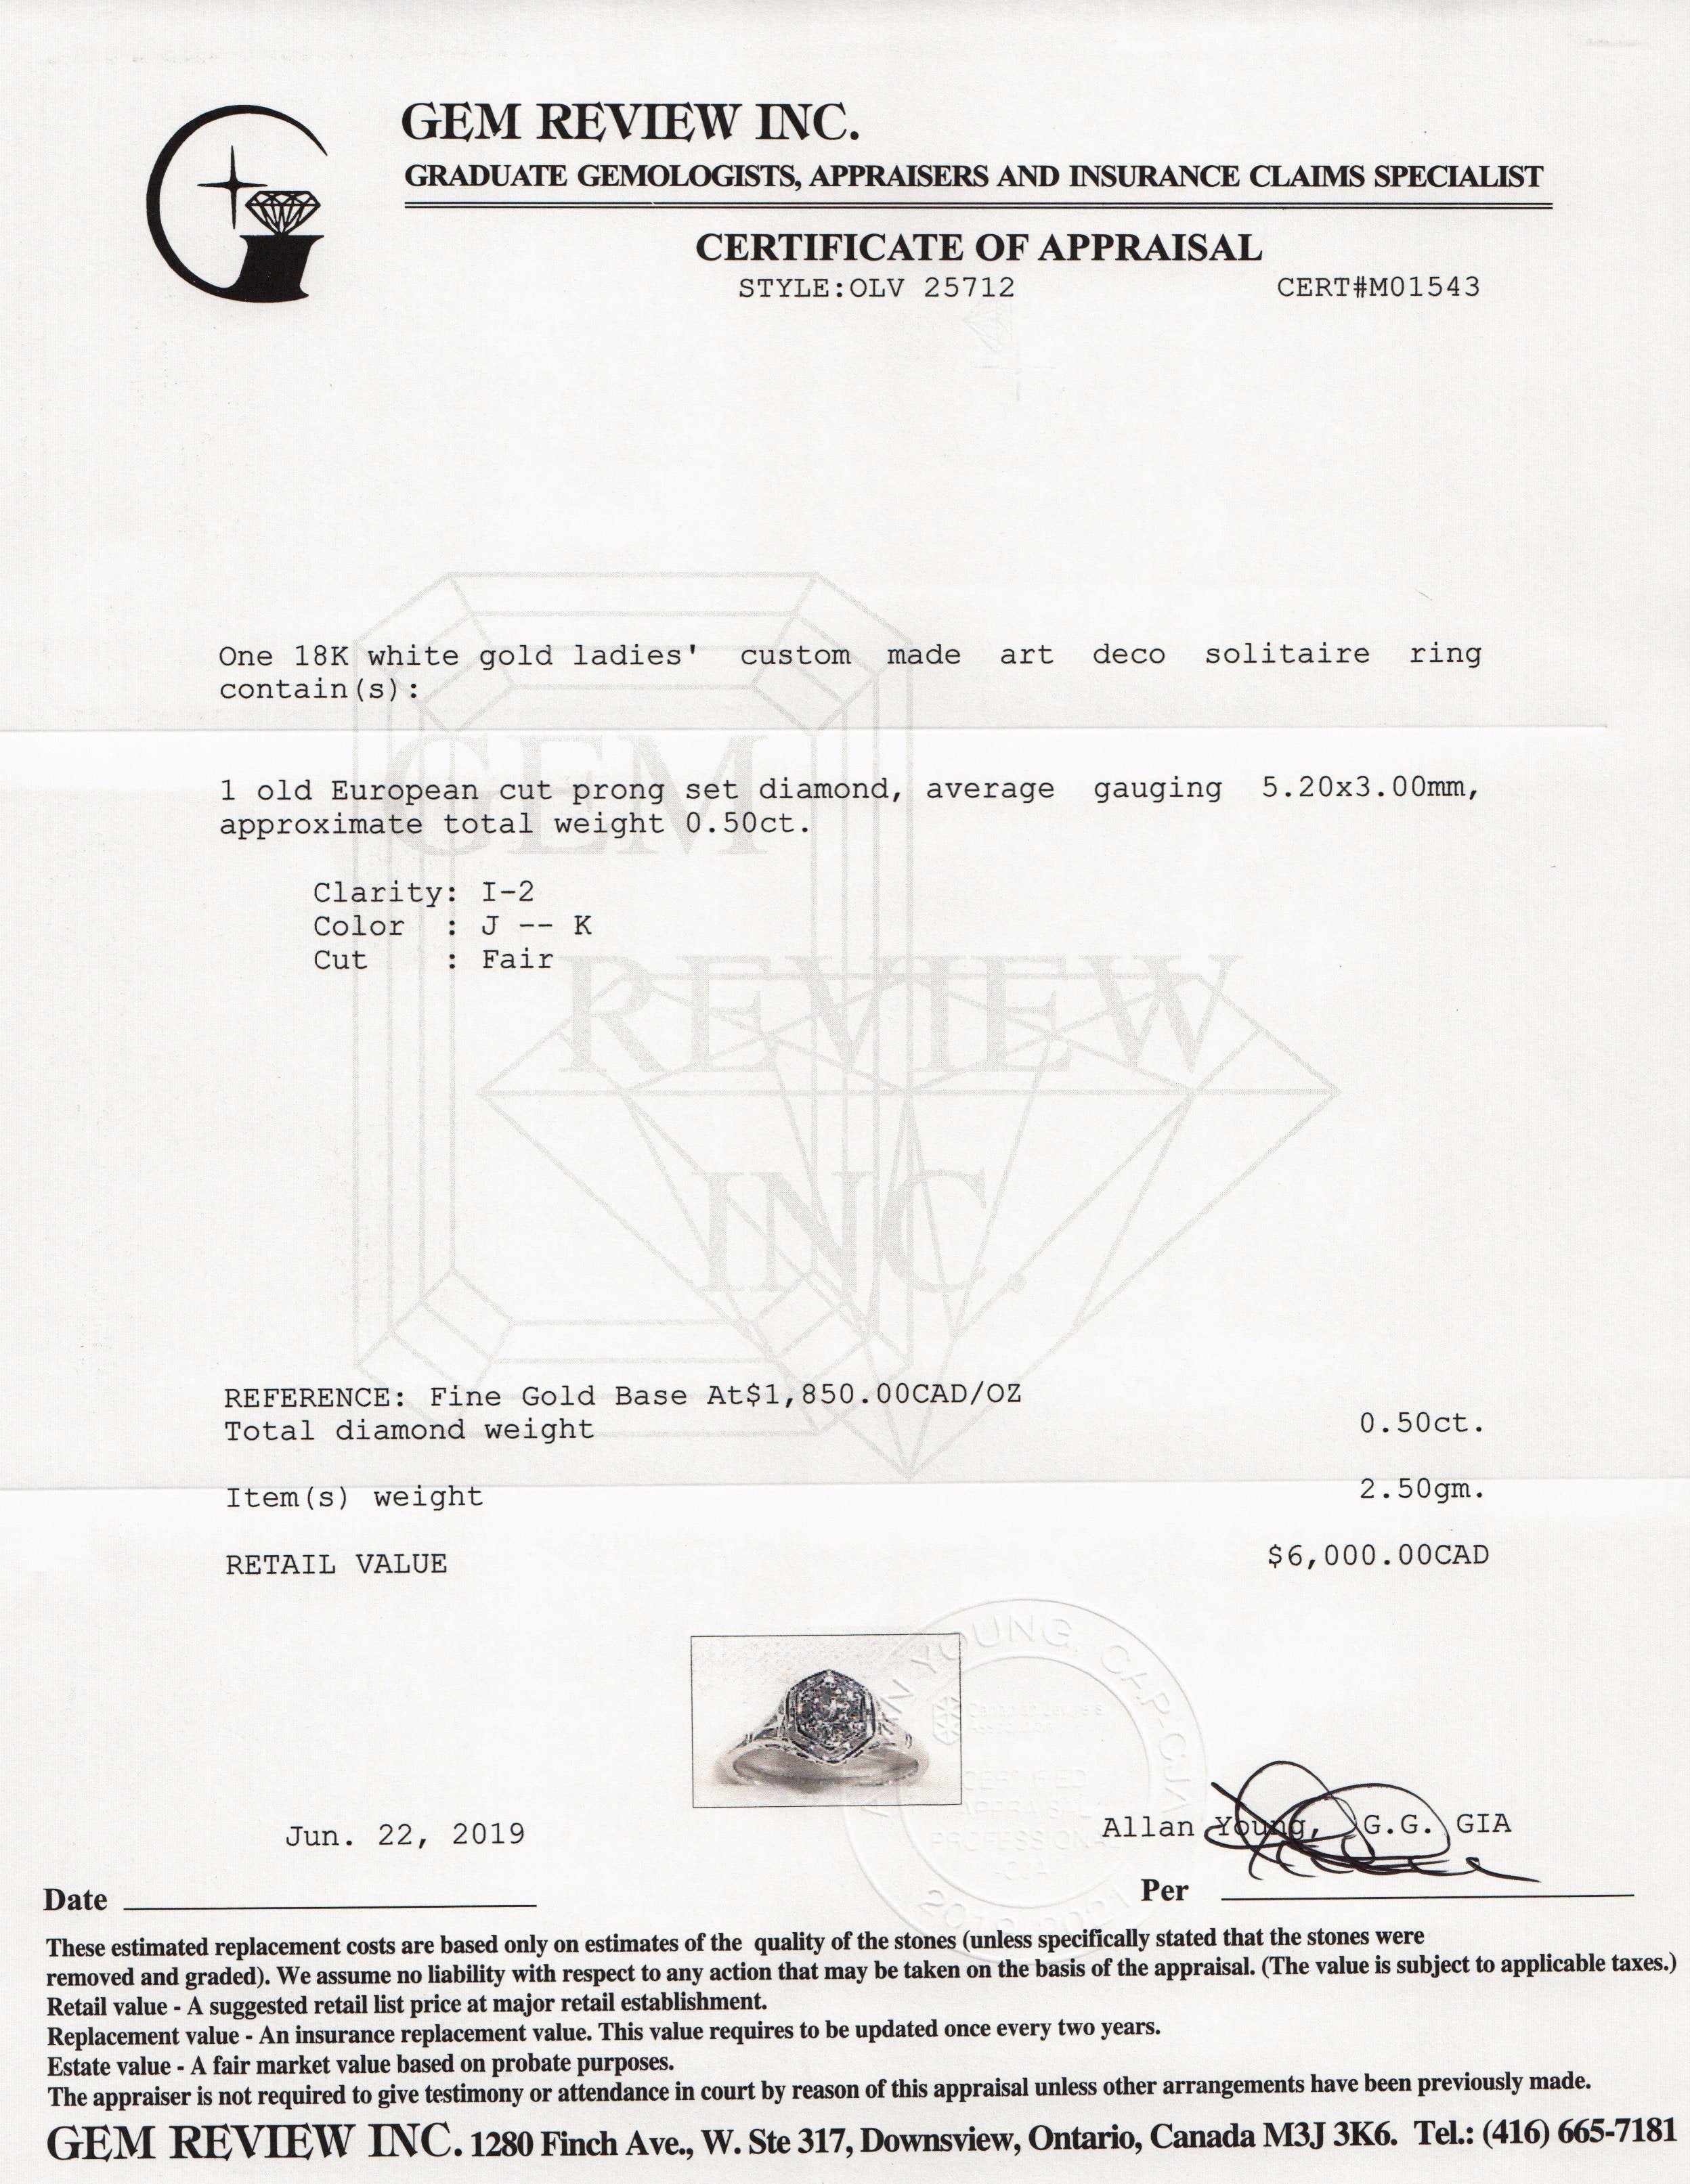 GEM REVIEW INC.
GRADUATE GEMOLOGISTS, APPRAISERS AND INSURANCE CLAIMS SPECIALIST
CERTIFICATE OF APPRAISAL
STYLE:OLV 25712 CERT#M01543
One 18K white gold ladies' custom made art deco solitaire ring
contain(s):
1 old European cut prong set diamond, average gauging 5.20x3.00mm,
approximate total weight 0.50ct.
Clarity: I-2
Color : J -- K
Cut : Fair
GEM
REVIEW
INC.
REFERENCE: Fine Gold Base At$1,850.00CAD/OZ
Total diamond weight 0.50ct.
Item(s) weight 2.50gm.
RETAIL VALUE $6,000.00CAD
YOUNG, CAP-CJA
Jun. 22, 2019
Allan Young, G.G. GIA
Date
Per
These estimated replacement costs are based only on estimates of the quality of the stones (unless specifically stated that the stones were
removed and graded). We assume no liability with respect to any action that may be taken on the basis of the appraisal. (The value is subject to applicable taxes.)
Retail value - A suggested retail list price at major retail establishment.
Replacement value - An insurance replacement value. This value requires to be updated once every two years.
Estate value - A fair market value based on probate purposes.
The appraiser is not required to give testimony or attendance in court by reason of this appraisal unless other arrangements have been previously made.
GEM REVIEW INC. 1280 Finch Ave., W. Ste 317, Downsview, Ontario, Canada M3J 3K6. Tel.: (416) 665-7181